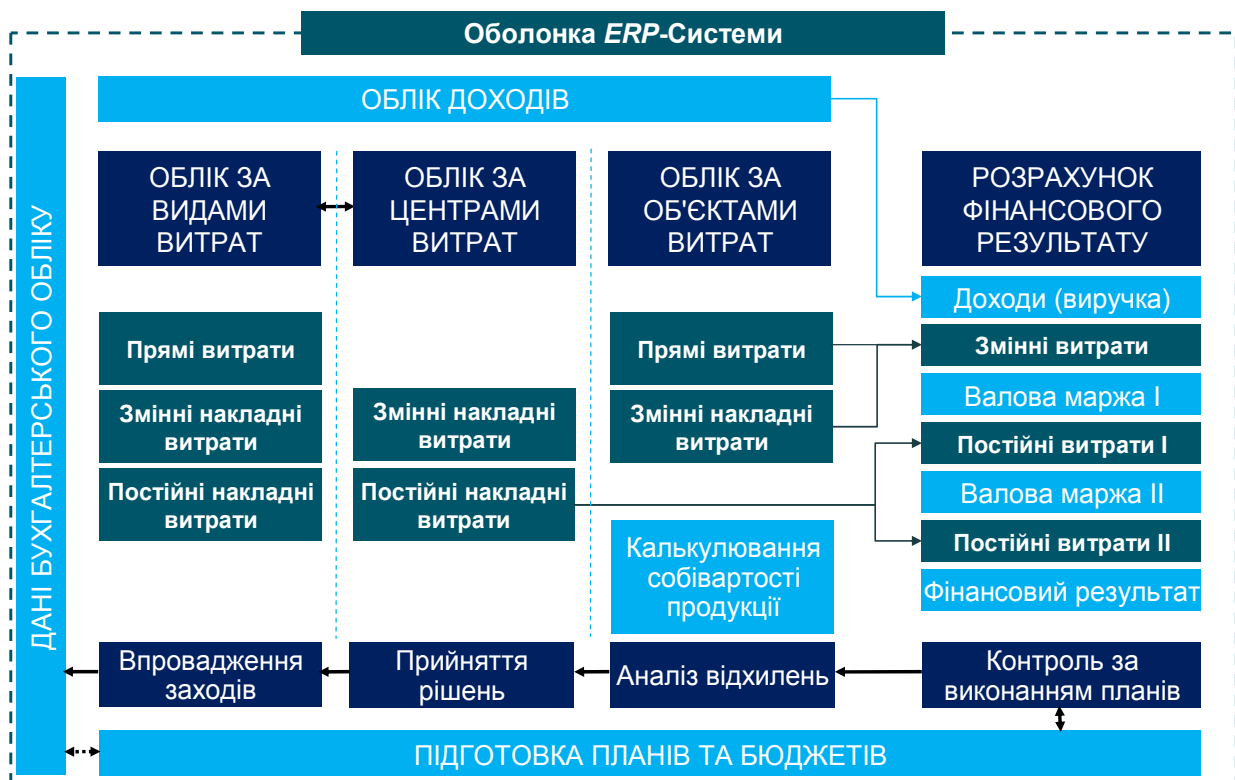 Оболонка ERP-Системи
ДАНІ БУХГАЛТЕРСЬКОГО ОБЛІКУ
ОБЛІК ДОХОДІВ
ОБЛІК ЗА
ВИДАМИ
ВИТРАТ
ОБЛІК ЗА
ЦЕНТРАМИ
ВИТРАТ
ОБЛІК ЗА
ОБ'ЄКТАМИ
ВИТРАТ
РОЗРАХУНОК
ФІНАНСОВОГО
РЕЗУЛЬТАТУ
Прямі витрати
Змінні накладні
витрати
Постійні накладні
витрати
Змінні накладні
витрати
Постійні накладні
витрати
Прямі витрати
Змінні накладні
витрати
Калькулювання
собівартості
продукції
Доходи (виручка)
Змінні витрати
Валова маржа І
Постійні витрати І
Валова маржа ІІ
Постійні витрати ІІ
Фінансовий результат
Впровадження
заходів
Прийняття
рішень
Аналіз відхилень
Контроль за
виконанням планів
ПІДГОТОВКА ПЛАНІВ ТА БЮДЖЕТІВ